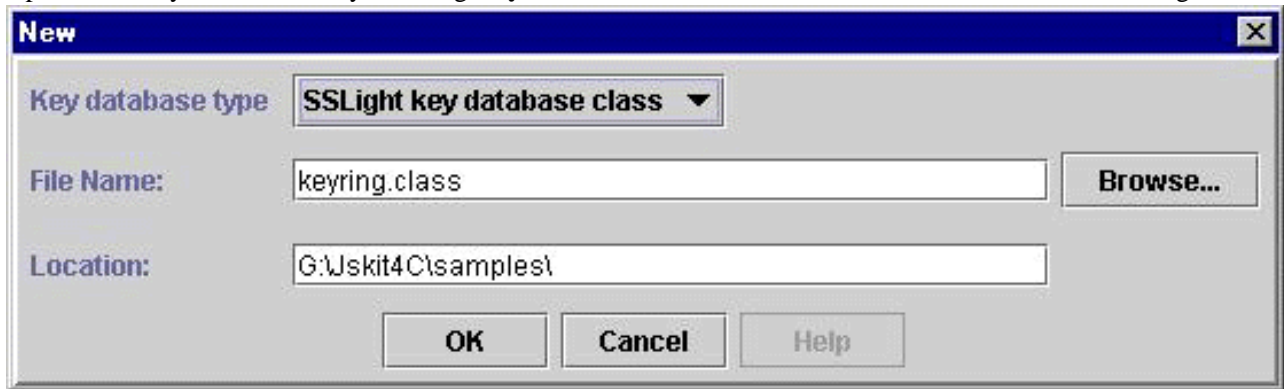 New
Key database type SSLight key database class
File Name: keyring.class Browse...
Location: G:\Jskit4C\samples\
OK Cancel Help